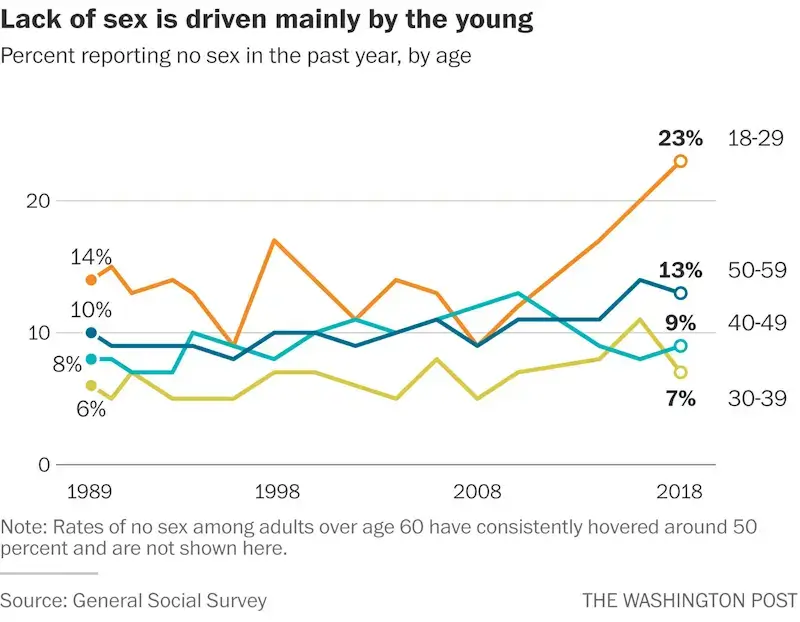 Lack of sex is driven mainly by the young
Percent reporting no sex in the past year, by age
23% 18-29
20
14%
13% 50-59
10%
9% 40-49
10
8%
7% 30-39
6%
0
1989 1998 2008 2018
Note: Rates of no sex among adults over age 60 have consistently hovered around 50
percent and are not shown here.
Source: General Social Survey THE WASHINGTON POST